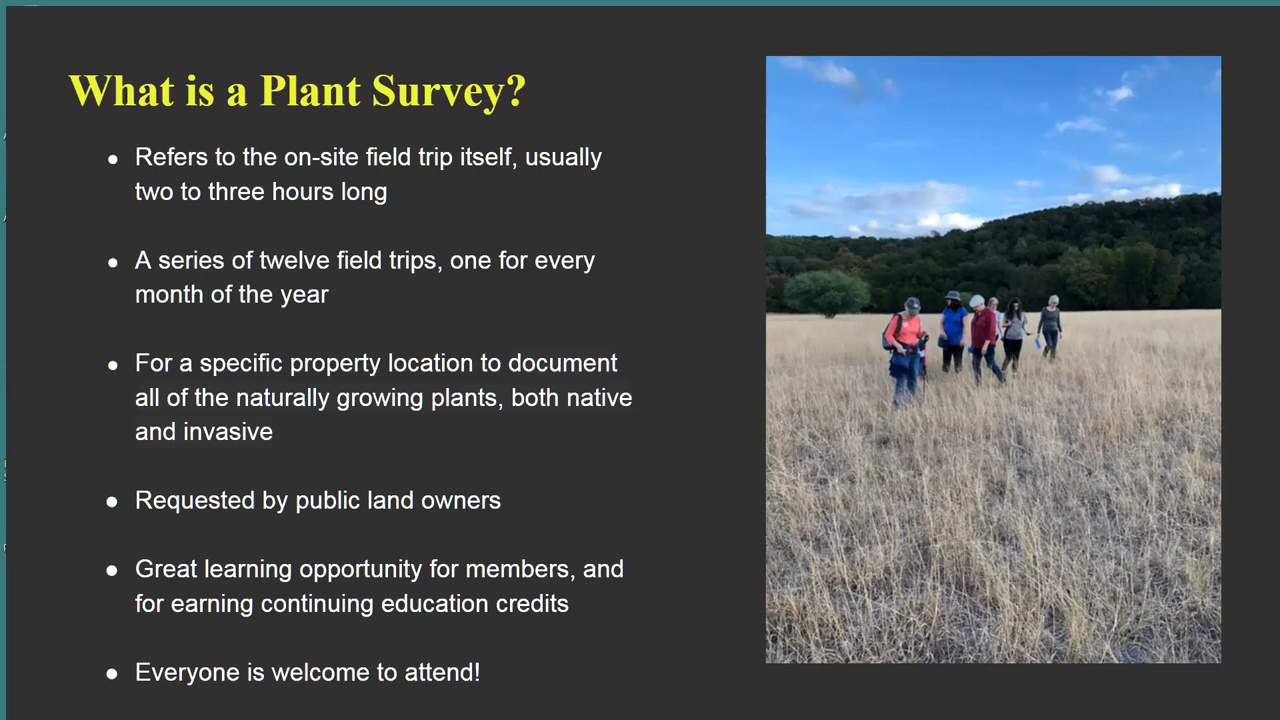 What is a Plant Survey?
● Refers to the on-site field trip itself, usually
two to three hours long
● A series of twelve field trips, one for every
month of the year
● For a specific property location to document
all of the naturally growing plants, both native
and invasive
● Requested by public land owners
● Great learning opportunity for members, and
for earning continuing education credits
● Everyone is welcome to attend!